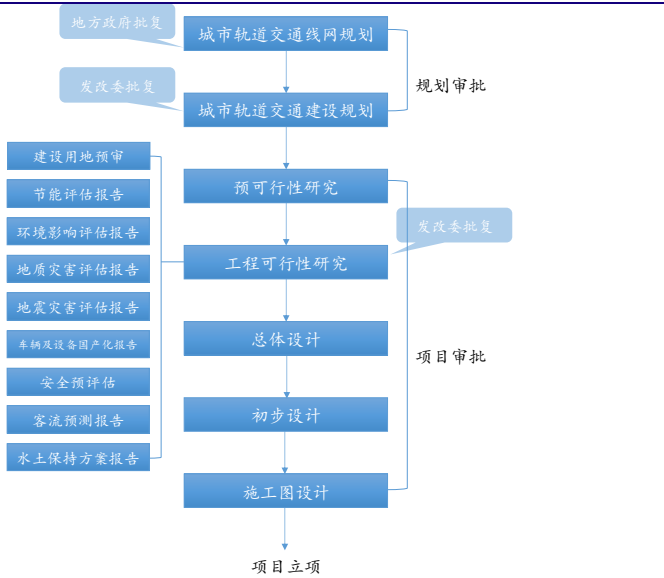 地方政府批复
城市轨道交通线网规划
规划审批
发改委批复
城市轨道交通建设规划
建设用地预审
节能评估报告
环境影响评估报告
地质灾害评估报告
地震灾害评估报告
车辆及设备国产化报告
安全预评估
客流预测报告
水土保持方案报告
预可行性研究
发改委批复
工程可行性研究
总体设计
项目审批
初步设计
施工图设计
项目立项